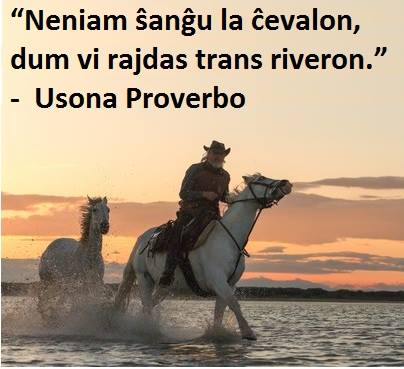 “Neniam ŝanĝu la ĉevalon,
dum vi rajdas trans riveron.”
-  Usona Proverbo